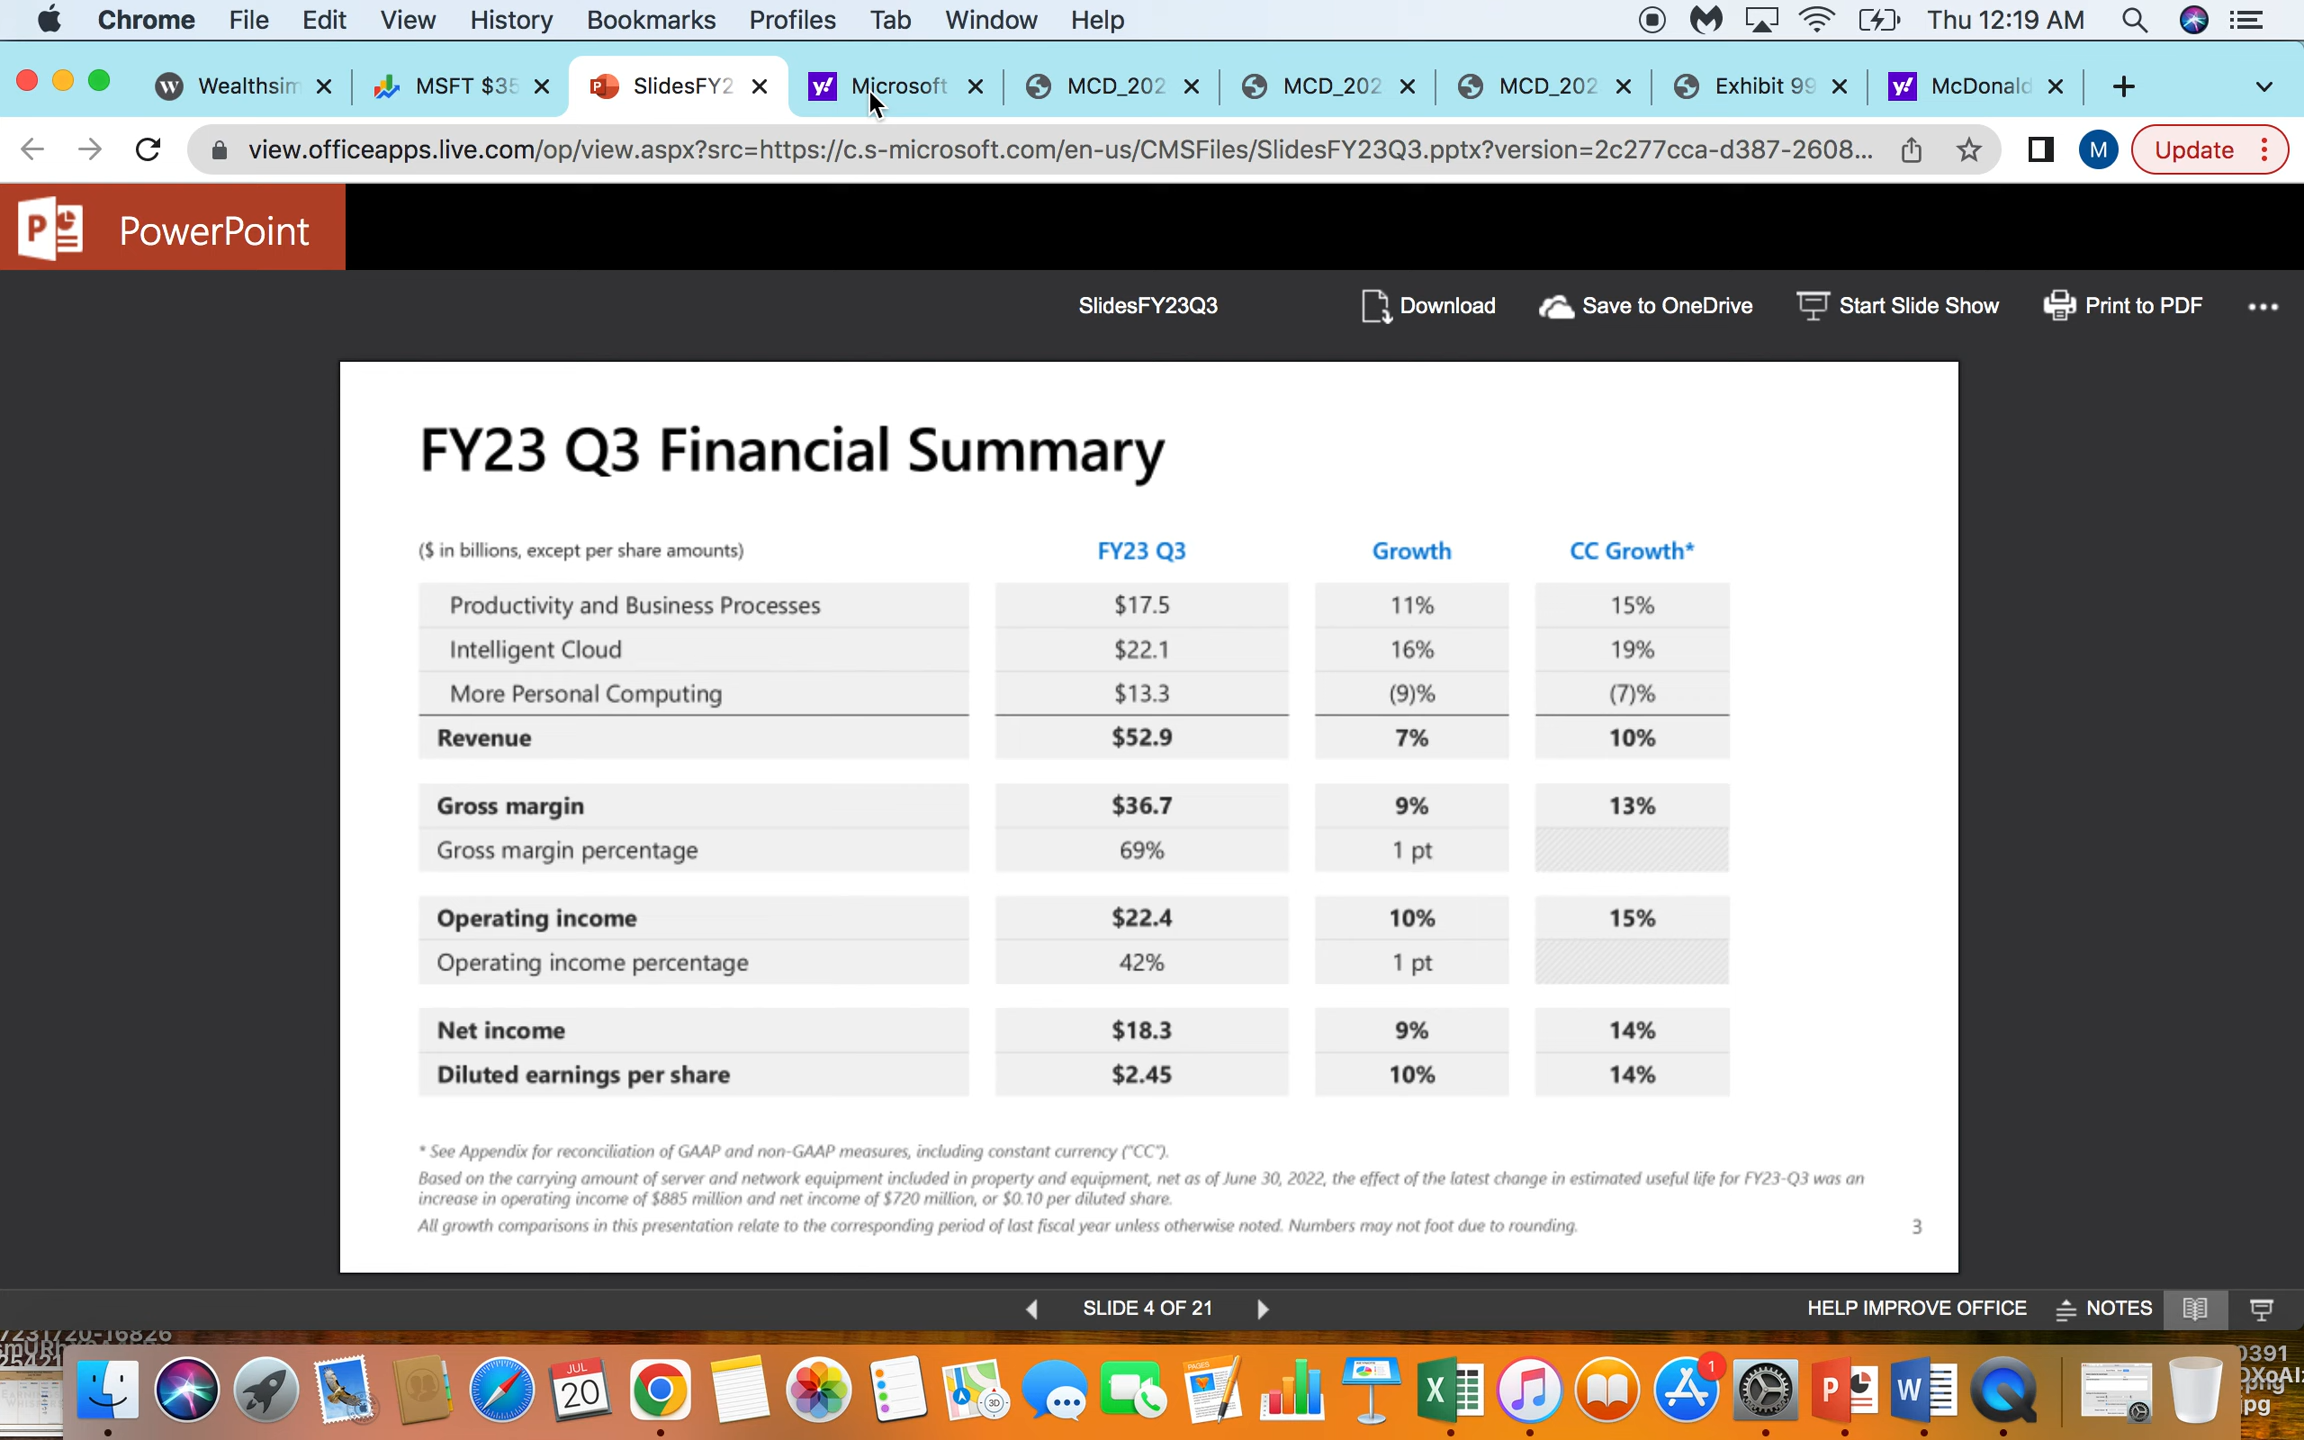 Chrome File Edit View History Bookmarks Profiles Tab Window Help Thu 12:19 AM
W Wealthsim MSFT $35 SlidesFY2 y! Microsoft MCD_202 MCD_202 MCD_202 Exhibit 99 y! McDonald
view.officeapps.live.com/op/view.aspx?src=https://c.s-microsoft.com/en-us/CMSFiles/SlidesFY23Q3.pptx?version=2c277cca-d387-2608... M Update
P PowerPoint
SlidesFY23Q3 Download Save to OneDrive Start Slide Show Print to PDF
FY23 Q3 Financial Summary
($ in billions, except per share amounts) FY23 Q3 Growth CC Growth*
Productivity and Business Processes $17.5 11% 15%
Intelligent Cloud $22.1 16% 19%
More Personal Computing $13.3 (9)% (7)%
Revenue $52.9 7% 10%
Gross margin $36.7 9% 13%
Gross margin percentage 69% 1 pt
Operating income $22.4 10% 15%
Operating income percentage 42% 1 pt
Net income $18.3 9% 14%
Diluted earnings per share $2.45 10% 14%
* See Appendix for reconciliation of GAAP and non-GAAP measures, including constant currency ("CC").
Based on the carrying amount of server and network equipment included in property and equipment, net as of June 30, 2022, the effect of the latest change in estimated useful life for FY23-Q3 was an
increase in operating income of $885 million and net income of $720 million, or $0.10 per diluted share.
All growth comparisons in this presentation relate to the corresponding period of last fiscal year unless otherwise noted. Numbers may not foot due to rounding.
3
SLIDE 4 OF 21 HELP IMPROVE OFFICE NOTES
7231720-16826
0391
JUL
20
PAGES
3D
X
1
P
W
jpg